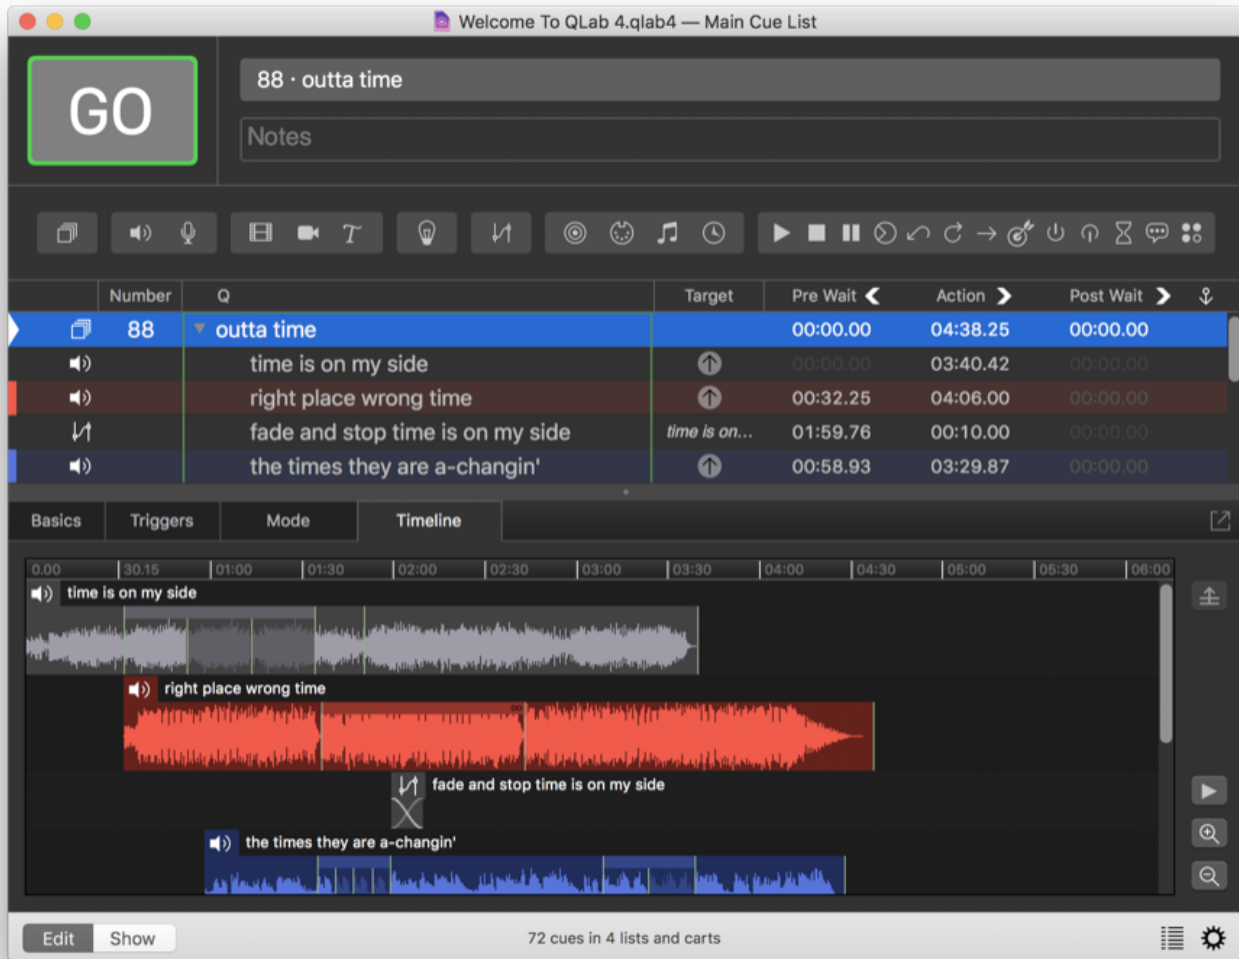 Welcome To QLab 4.qlab4 — Main Cue List
GO
88 · outta time
Notes
Number Q Target Pre Wait Action Post Wait
88 outta time 00:00.00 04:38.25 00:00.00
time is on my side 00:00.00 03:40.42 00:00.00
right place wrong time 00:32.25 04:06.00 00:00.00
fade and stop time is on my side time is on... 01:59.76 00:10.00 00:00.00
the times they are a-changin' 00:58.93 03:29.87 00:00.00
Basics Triggers Mode Timeline
0.00 30.15 01:00 01:30 02:00 02:30 03:00 03:30 04:00 04:30 05:00 05:30 06:00
time is on my side
right place wrong time
fade and stop time is on my side
the times they are a-changin'
Edit Show 72 cues in 4 lists and carts